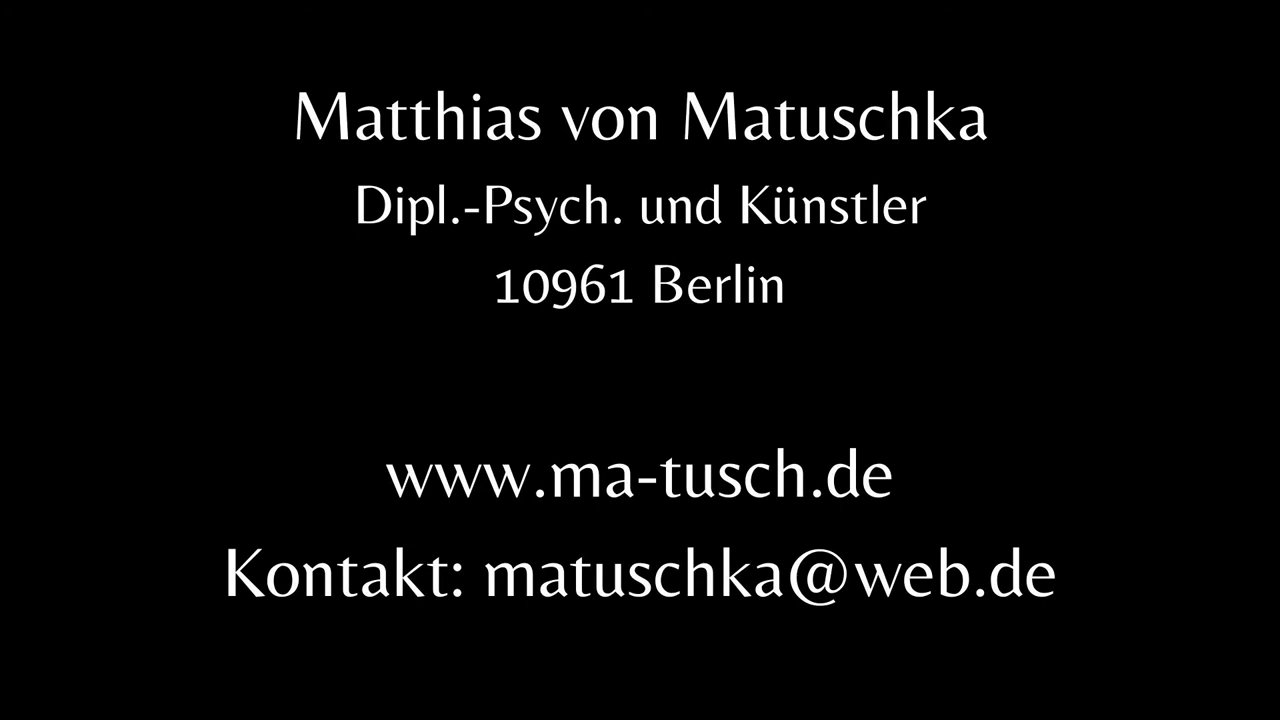 Matthias von Matuschka
Dipl.-Psych. und Künstler
10961 Berlin
www.ma-tusch.de
Kontakt: matuschka@web.de